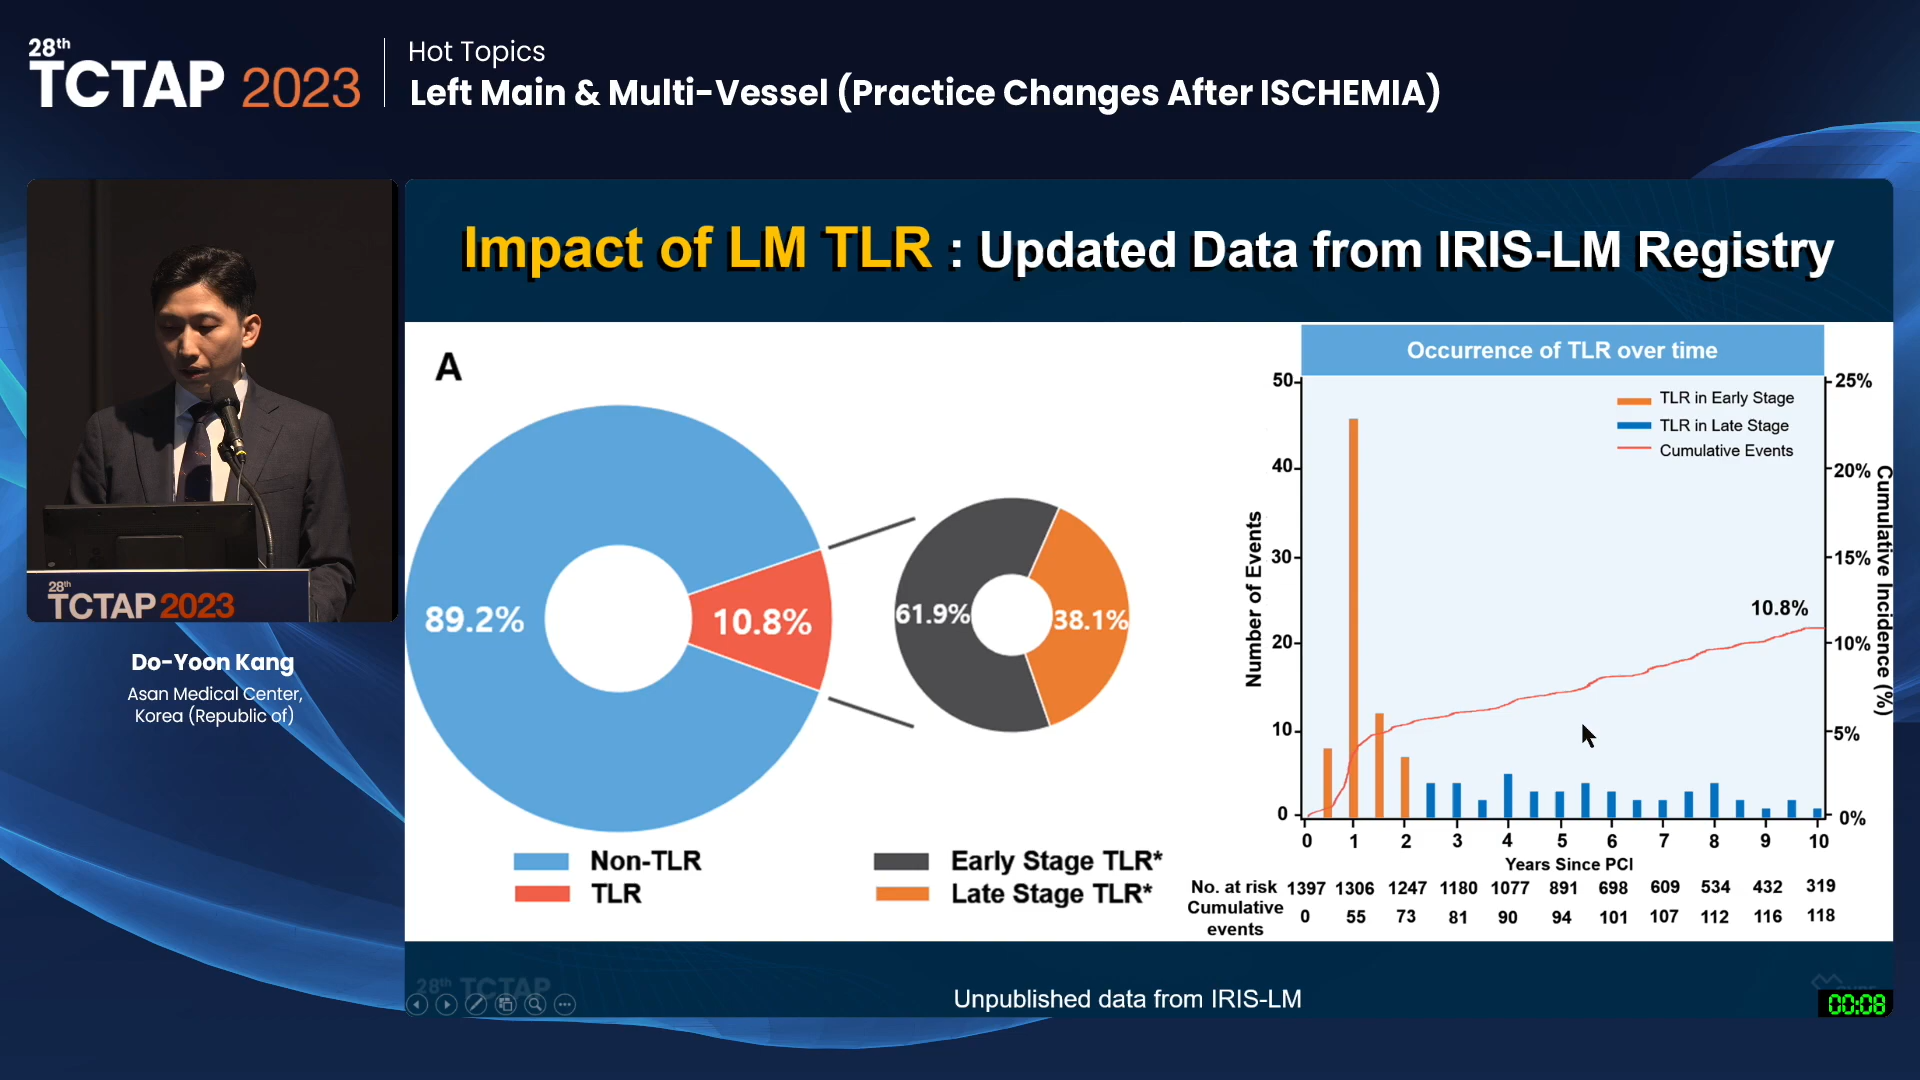 28th
TCTAP 2023
Hot Topics
Left Main & Multi-Vessel (Practice Changes After ISCHEMIA)
28th
TCTAP 2023
Do-Yoon Kang
Asan Medical Center,
Korea (Republic of)
Impact of LM TLR : Updated Data from IRIS-LM Registry
A
89.2%
10.8%
61.9%
38.1%
Non-TLR
TLR
Early Stage TLR*
Late Stage TLR*
Occurrence of TLR over time
TLR in Early Stage
TLR in Late Stage
Cumulative Events
Number of Events
50
40
30
20
10
0
25%
20%
15%
10%
5%
0%
Cumulative Incidence (%)
10.8%
0 1 2 3 4 5 6 7 8 9 10
Years Since PCI
No. at risk 1397 1306 1247 1180 1077 891 698 609 534 432 319
Cumulative events 0 55 73 81 90 94 101 107 112 116 118
28th TCTAP
Unpublished data from IRIS-LM
00:08